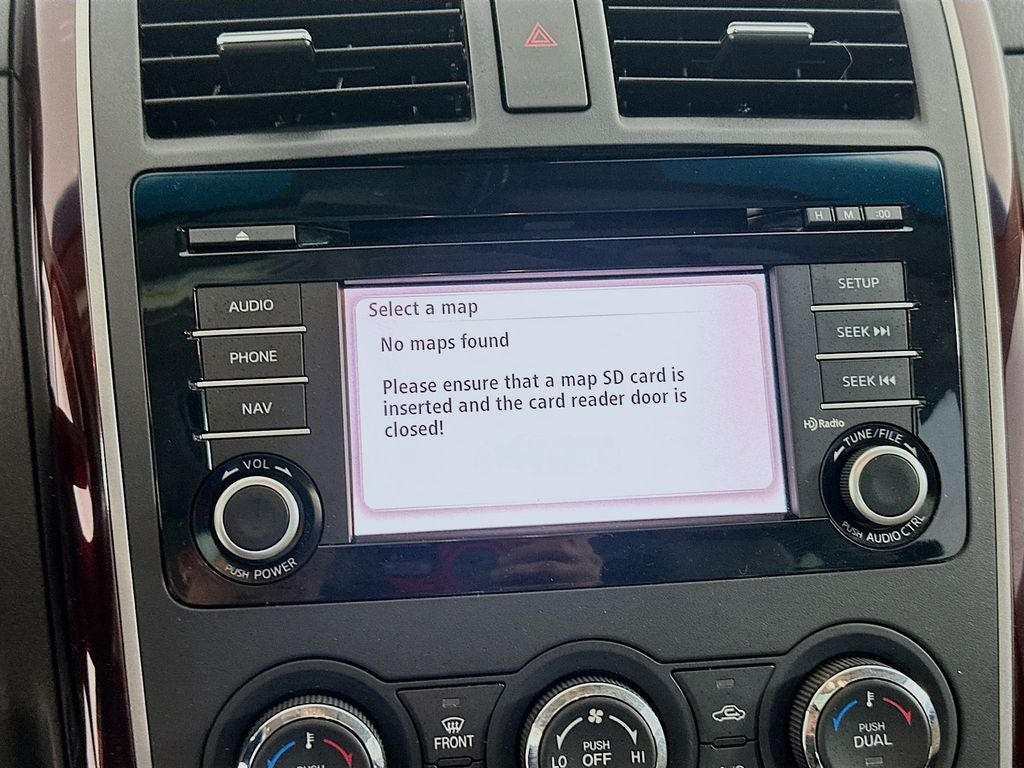 H M :00
AUDIO
PHONE
NAV
VOL
PUSH POWER
Select a map
No maps found
Please ensure that a map SD card is
inserted and the card reader door is
closed!
SETUP
SEEK
SEEK
HD Radio
TUNE/FILE
PUSH AUDIO CTRL
FRONT
PUSH
LO OFF HI
PUSH
DUAL